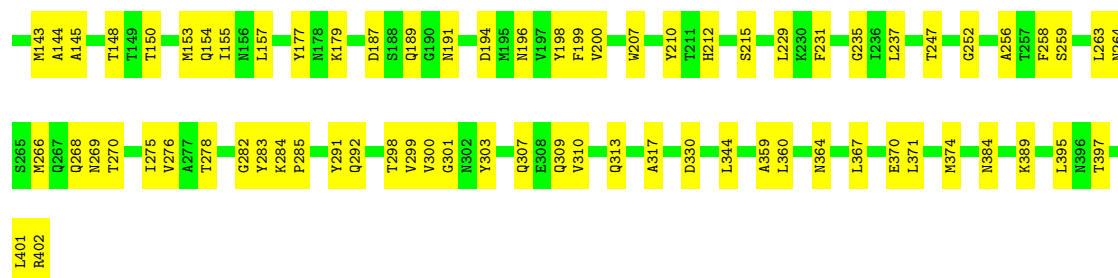 M143 A144 A145 T148 T149 T150 M153 Q154 I155 N156 L157 Y177 N178 K179 D187 S188 Q189 G190 N191 D194 M195 N196 V197 Y198 F199 V200 W207 Y210 T211 H212 S215 L229 K230 F231 G235 I236 L237 T247 G252 A256 T257 F258 S259 L263
S265 M266 Q267 Q268 N269 T270 I275 V276 A277 T278 G282 Y283 K284 P285 Y291 Q292 T298 V299 V300 G301 N302 Y303 Q307 E308 Q309 V310 Q313 A317 D330 L344 A359 L360 N364 L367 E370 L371 M374 N384 K389 L395 N396 T397
L401 R402